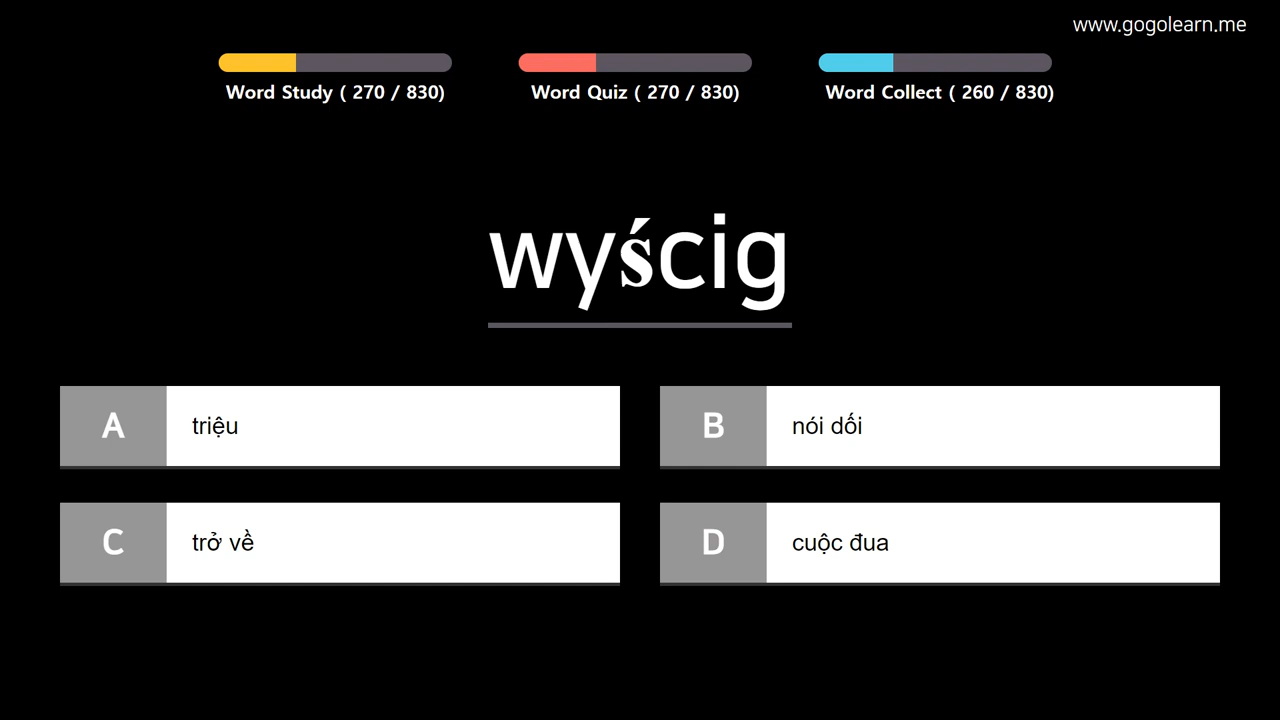 www.gogolearn.me
Word Study ( 270 / 830)
Word Quiz ( 270 / 830)
Word Collect ( 260 / 830)
wyścig
A triệu
B nói dối
C trở về
D cuộc đua